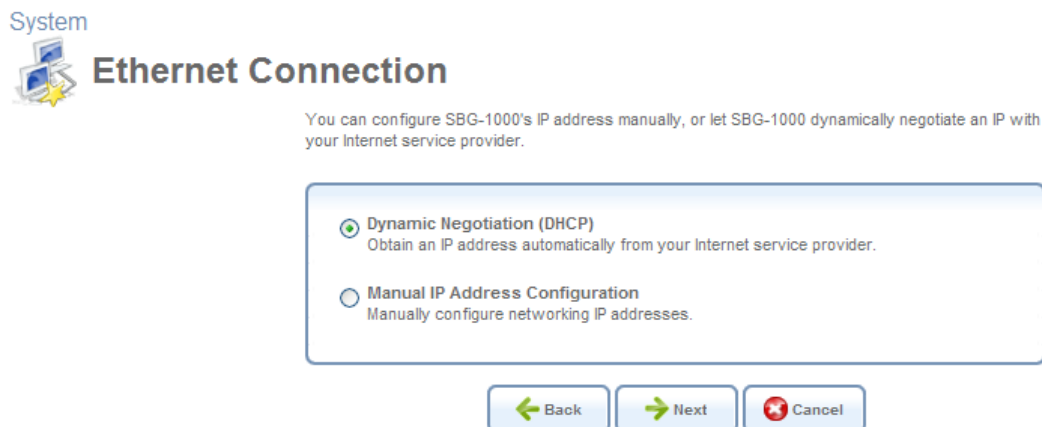 System
Ethernet Connection
You can configure SBG-1000's IP address manually, or let SBG-1000 dynamically negotiate an IP with
your Internet service provider.
Dynamic Negotiation (DHCP)
Obtain an IP address automatically from your Internet service provider.
Manual IP Address Configuration
Manually configure networking IP addresses.
Back Next Cancel